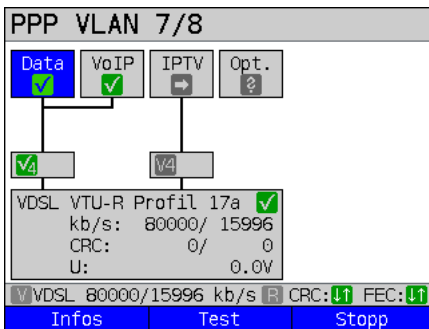 PPP VLAN 7/8
Data VoIP IPTV Opt.
V4 V4
VDSL VTU-R Profil 17a
kb/s: 80000/ 15996
CRC: 0/ 0
U: 0.0V
V VDSL 80000/15996 kb/s R CRC: FEC:
Infos Test Stopp